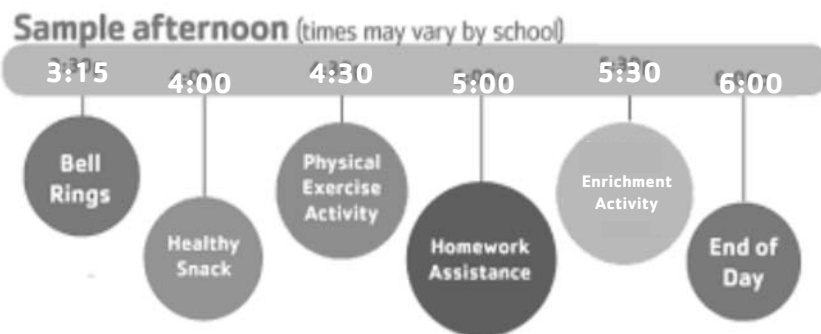 Sample afternoon (times may vary by school)
3:15 4:00 4:30 5:00 5:30 6:00
Bell
Rings
Healthy
Snack
Physical
Exercise
Activity
Homework
Assistance
Enrichment
Activity
End of
Day